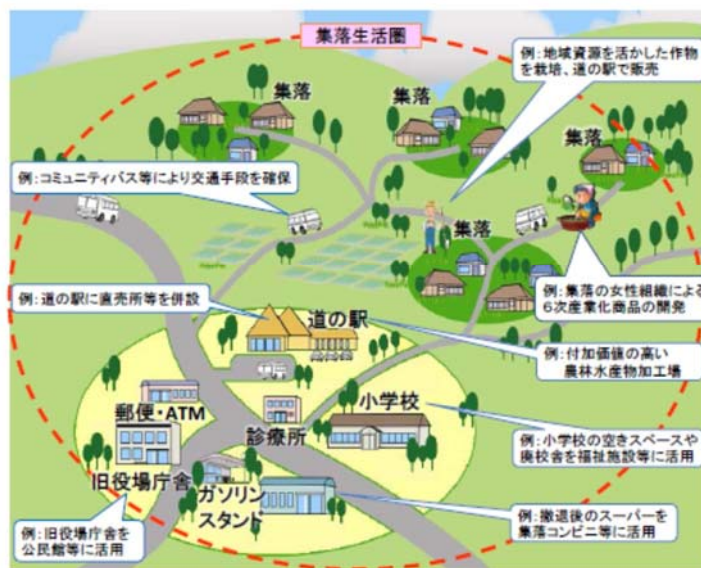 集落生活圏
例：地域資源を活かした作物
を栽培、道の駅で販売
集落
集落
集落
例：コミュニティバス等により交通手段を確保
集落
例：集落の女性組織による
６次産業化商品の開発
例：道の駅に直売所等を併設
道の駅
例：付加価値の高い
農林水産物加工場
郵便・ATM
診療所
小学校
例：小学校の空きスペースや
廃校舎を福祉施設等に活用
旧役場庁舎
ガソリン
スタンド
例：撤退後のスーパーを
集落コンビニ等に活用
例：旧役場庁舎を
公民館等に活用